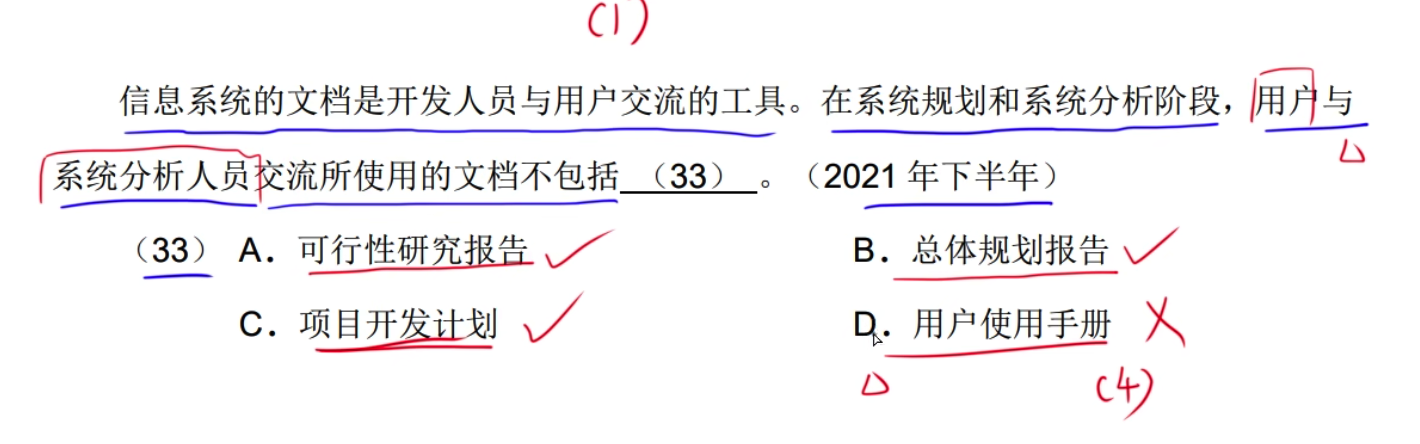 (1)
信息系统的文档是开发人员与用户交流的工具。在系统规划和系统分析阶段，用户与
系统分析人员交流所使用的文档不包括（33）。（2021 年下半年）
（33） A．可行性研究报告 B．总体规划报告
C．项目开发计划 D．用户使用手册
(4)